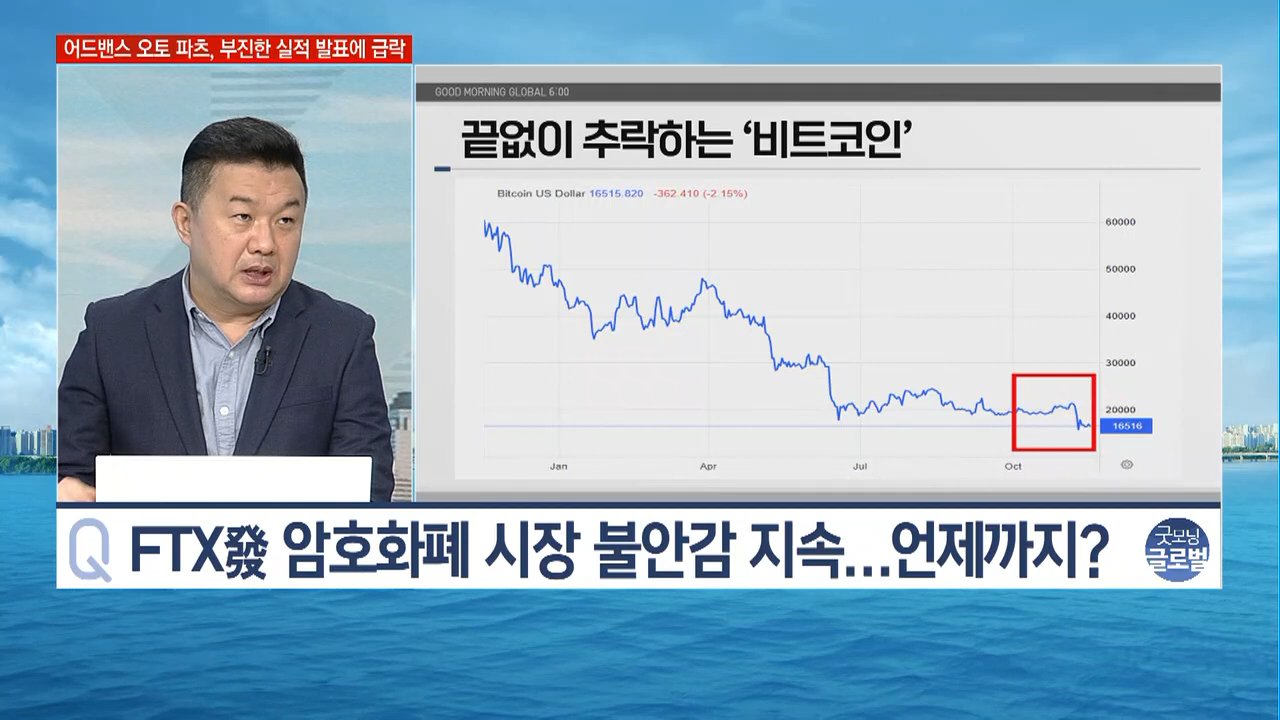 어드밴스 오토 파츠, 부진한 실적 발표에 급락
GOOD MORNING GLOBAL 6:00
끝없이 추락하는 ‘비트코인’
Bitcoin US Dollar 16515.820 -362.410 (-2.15%)
60000
50000
40000
30000
20000
16516
Jan Apr Jul Oct
Q FTX發 암호화폐 시장 불안감 지속...언제까지?
굿모닝
글로벌